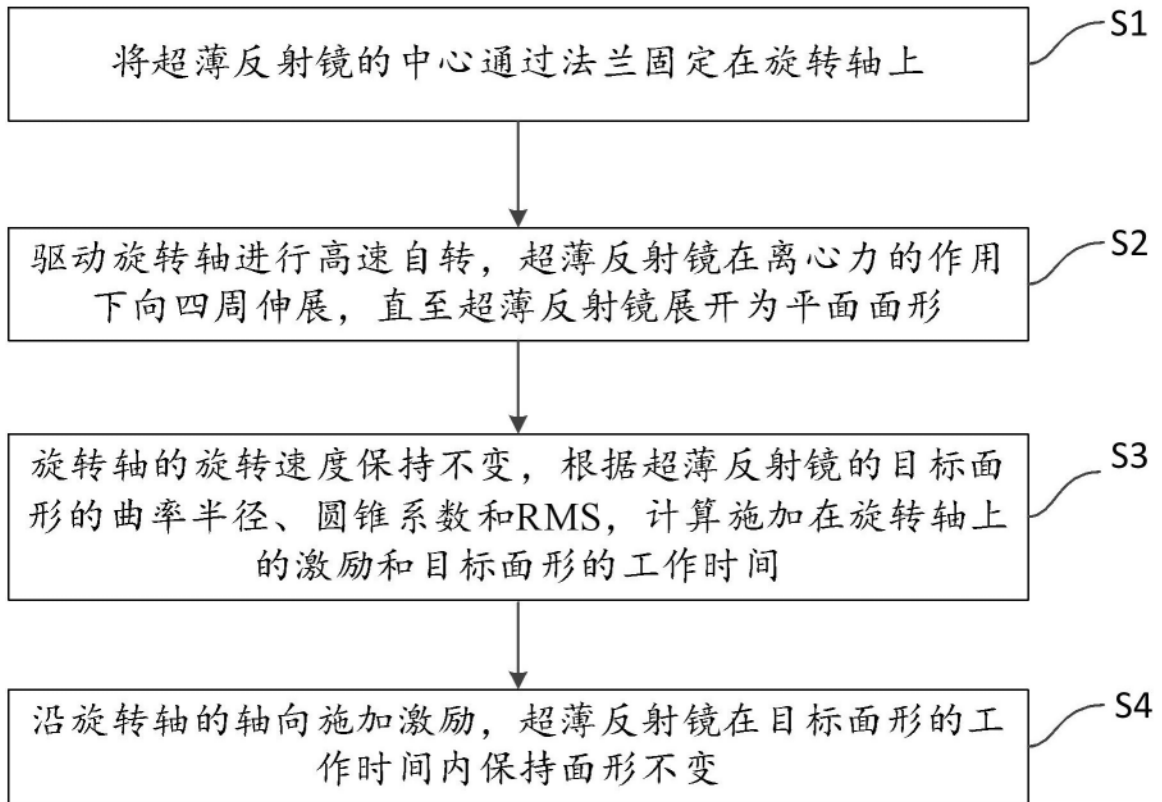 将超薄反射镜的中心通过法兰固定在旋转轴上
S1
驱动旋转轴进行高速自转，超薄反射镜在离心力的作用
下向四周伸展，直至超薄反射镜展开为平面面形
S2
旋转轴的旋转速度保持不变，根据超薄反射镜的目标面
形的曲率半径、圆锥系数和RMS，计算施加在旋转轴上
的激励和目标面形的工作时间
S3
沿旋转轴的轴向施加激励，超薄反射镜在目标面形的工
作时间内保持面形不变
S4